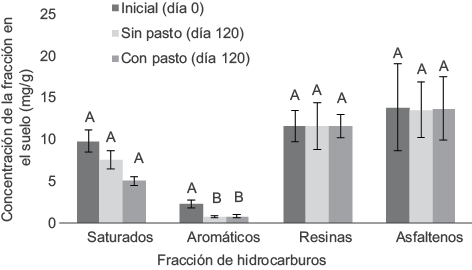 Concentración de la fracción en
el suelo (mg/g)
25
20
15
10
5
0
Inicial (día 0)
Sin pasto (día 120)
Con pasto (día 120)
A
A
A
A
B
B
A
A
A
A
A
A
Saturados
Aromáticos
Resinas
Asfaltenos
Fracción de hidrocarburos